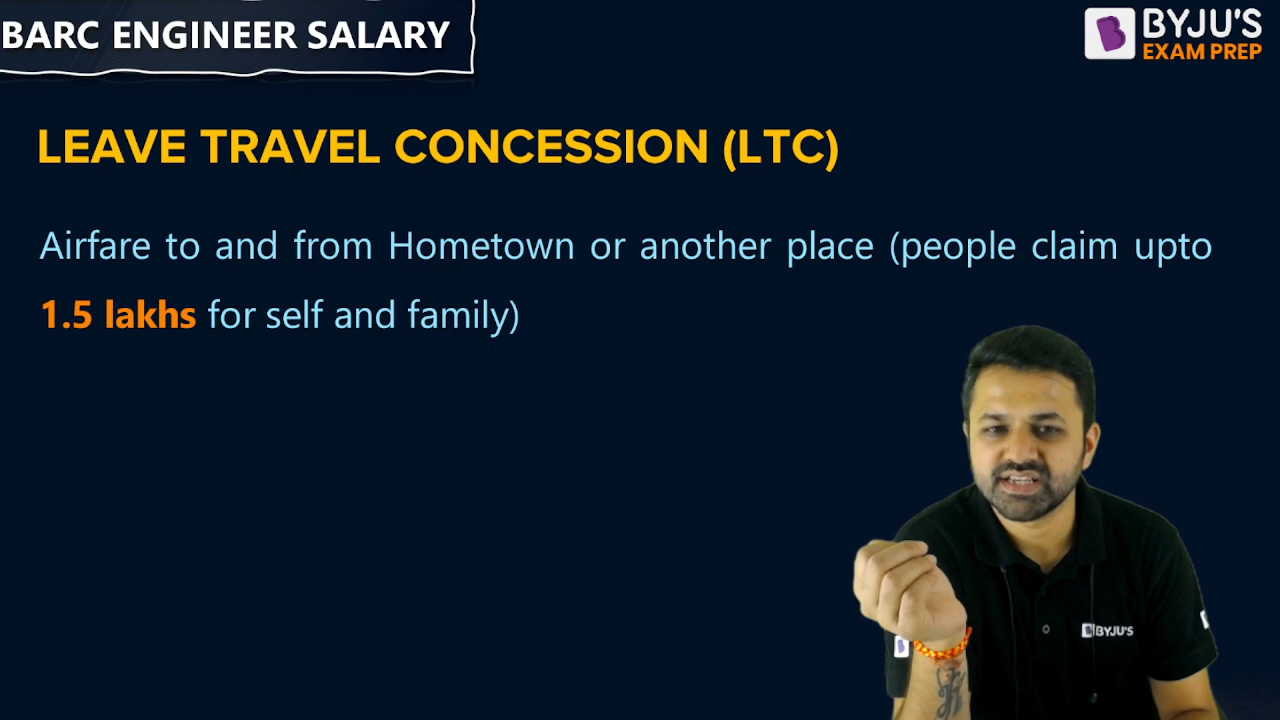 BARC ENGINEER SALARY
BYJU'S
EXAM PREP
LEAVE TRAVEL CONCESSION (LTC)
Airfare to and from Hometown or another place (people claim upto
1.5 lakhs for self and family)
BYJU'S